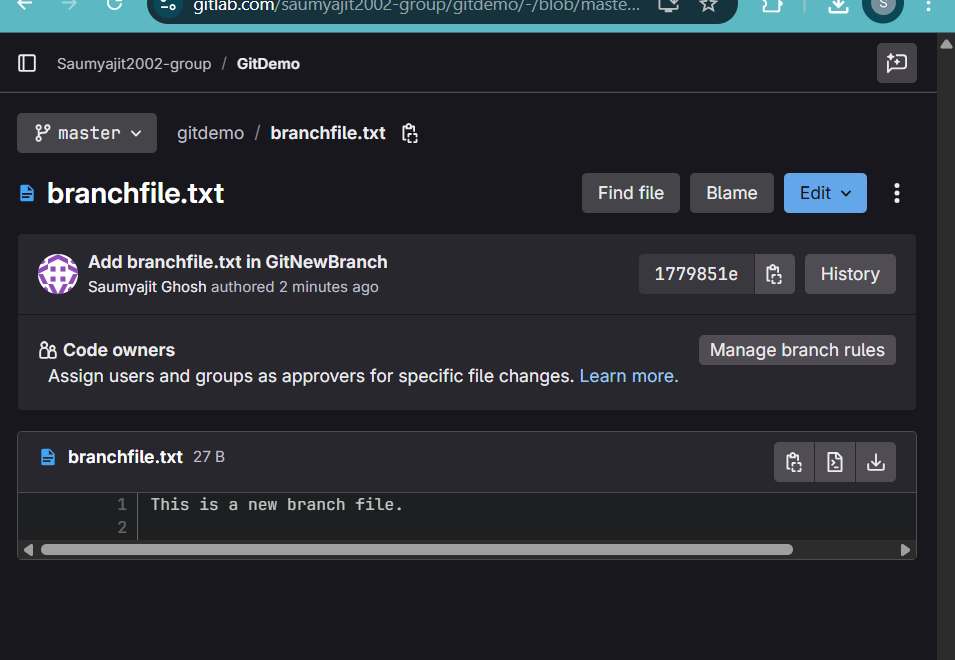 gitlab.com/saumyajit2002-group/gitdemo/-/blob/maste...
S
Saumyajit2002-group / GitDemo
master
gitdemo / branchfile.txt
branchfile.txt
Find file
Blame
Edit
Add branchfile.txt in GitNewBranch
Saumyajit Ghosh authored 2 minutes ago
1779851e
History
Code owners
Manage branch rules
Assign users and groups as approvers for specific file changes. Learn more.
branchfile.txt 27 B
1 This is a new branch file.
2